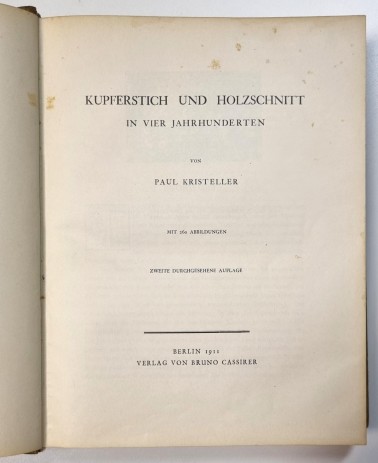 KUPFERSTICH UND HOLZSCHNITT
IN VIER JAHRHUNDERTEN
VON
PAUL KRISTELLER
MIT ABBILDUNGEN
ZWEITE DURCHGESEHENE AUFLAGE
BERLIN 1911
VERLAG VON BRUNO CASSIRER